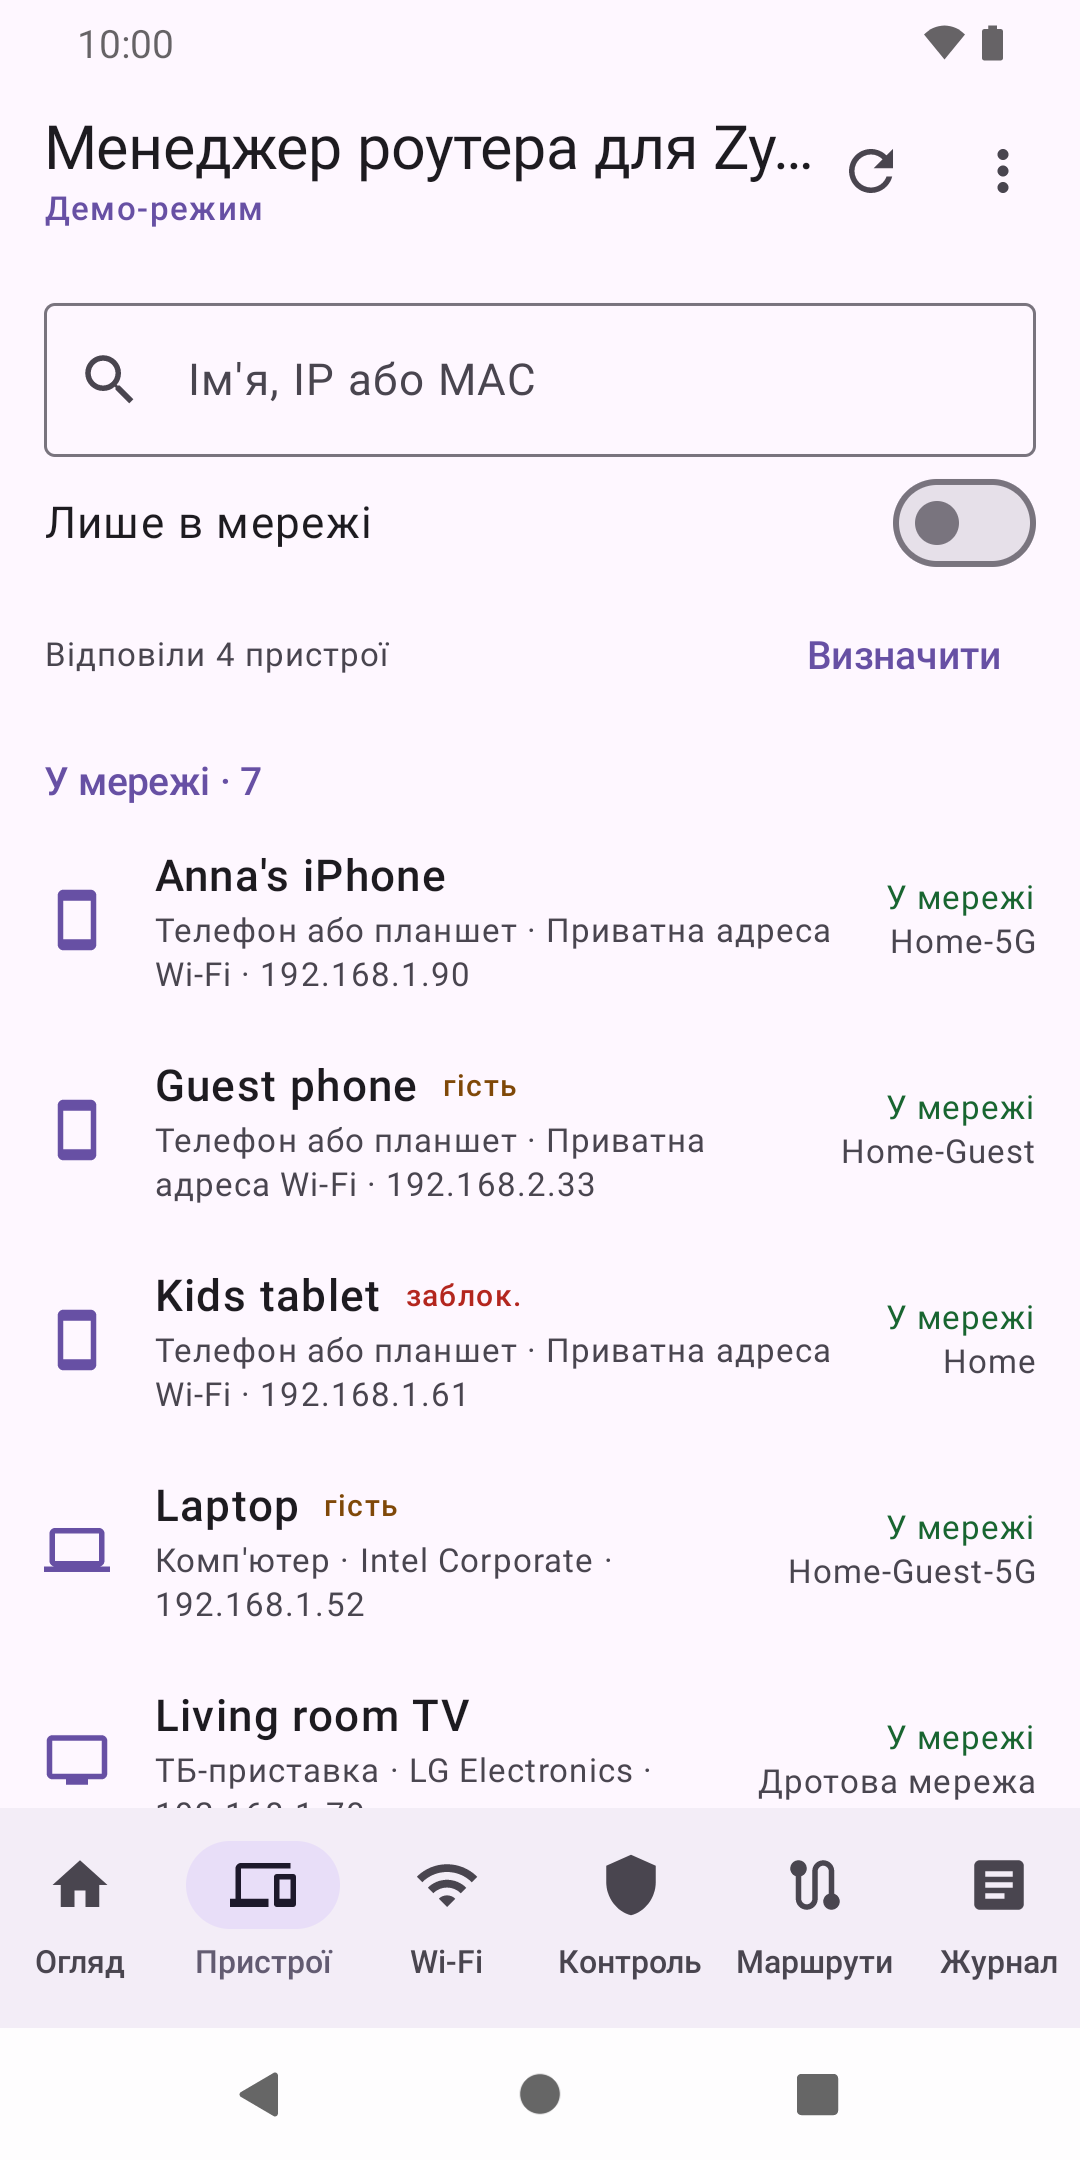 10:00
Менеджер роутера для Zy...
Демо-режим
Ім'я, IP або MAC
Лише в мережі
Відповіли 4 пристрої
Визначити
У мережі · 7
Anna's iPhone
Телефон або планшет · Приватна адреса
Wi-Fi · 192.168.1.90
У мережі
Home-5G
Guest phone гість
Телефон або планшет · Приватна
адреса Wi-Fi · 192.168.2.33
У мережі
Home-Guest
Kids tablet заблок.
Телефон або планшет · Приватна адреса
Wi-Fi · 192.168.1.61
У мережі
Home
Laptop гість
Комп'ютер · Intel Corporate ·
192.168.1.52
У мережі
Home-Guest-5G
Living room TV
ТБ-приставка · LG Electronics ·
У мережі
Дротова мережа
Огляд
Пристрої
Wi-Fi
Контроль
Маршрути
Журнал